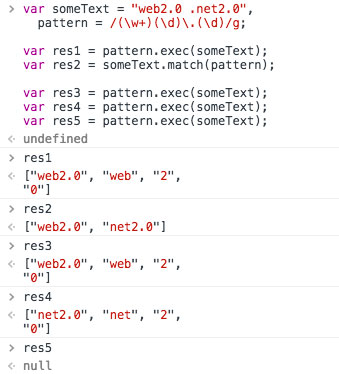 > var someText = "web2.0 .net2.0",
pattern = /(\w+)(\d)\.(\d)/g;
var res1 = pattern.exec(someText);
var res2 = someText.match(pattern);
var res3 = pattern.exec(someText);
var res4 = pattern.exec(someText);
var res5 = pattern.exec(someText);
< undefined
> res1
< ["web2.0", "web", "2",
"0"]
> res2
< ["web2.0", "net2.0"]
> res3
< ["web2.0", "web", "2",
"0"]
> res4
< ["net2.0", "net", "2",
"0"]
> res5
< null